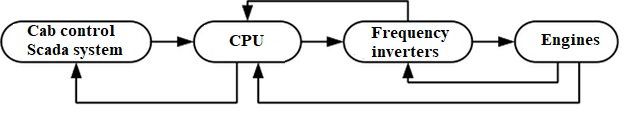 Cab control
Scada system
CPU
Frequency
inverters
Engines